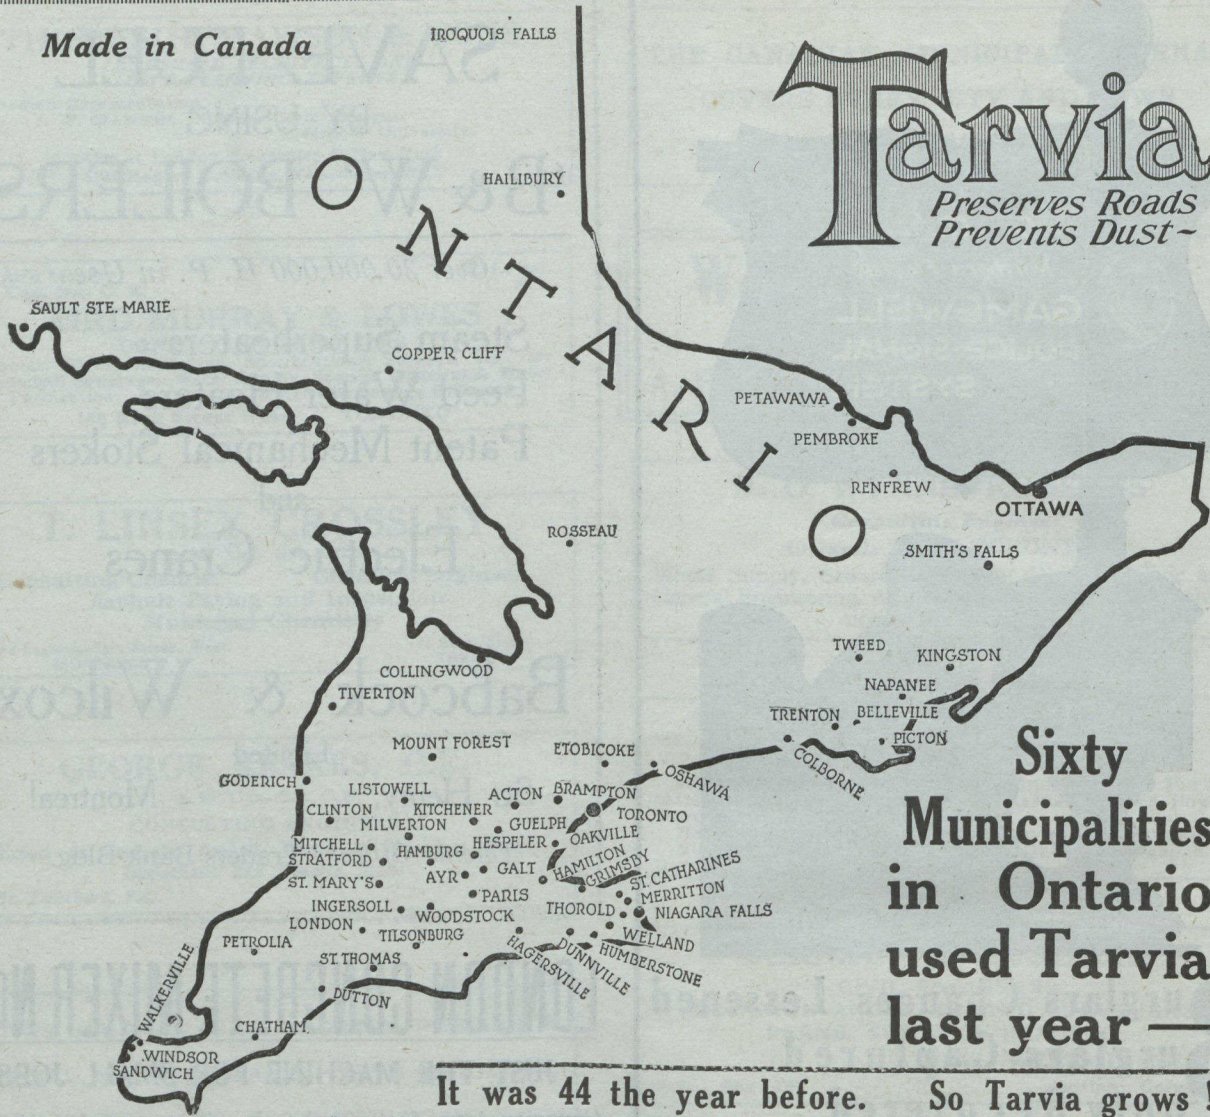 Made in Canada
IROQUOIS FALLS
Tarvia
Preserves Roads
Prevents Dust~
HAILIBURY
ONTARIO
SAULT STE. MARIE
COPPER CLIFF
PETAWAWA
PEMBROKE
RENFREW
OTTAWA
ROSSEAU
SMITH'S FALLS
TWEED
KINGSTON
COLLINGWOOD
NAPANEE
TIVERTON
TRENTON
BELLEVILLE
PICTON
COLBORNE
MOUNT FOREST
ETOBICOKE
OSHAWA
GODERICH
LISTOWELL
ACTON
BRAMPTON
CLINTON
KITCHENER
TORONTO
MILVERTON
GUELPH
OAKVILLE
MITCHELL
HAMBURG
HESPELER
STRATFORD
GALT
HAMILTON
GRIMSBY
ST. CATHARINES
ST. MARY'S
AYR
PARIS
MERRITTON
INGERSOLL
WOODSTOCK
THOROLD
NIAGARA FALLS
LONDON
TILSONBURG
WELLAND
PETROLIA
HAGERSVILLE
DUNNVILLE
HUMBERSTONE
ST THOMAS
DUTTON
WALKERVILLE
CHATHAM
WINDSOR
SANDWICH
Sixty
Municipalities
in Ontario
used Tarvia
last year —
It was 44 the year before. So Tarvia grows!